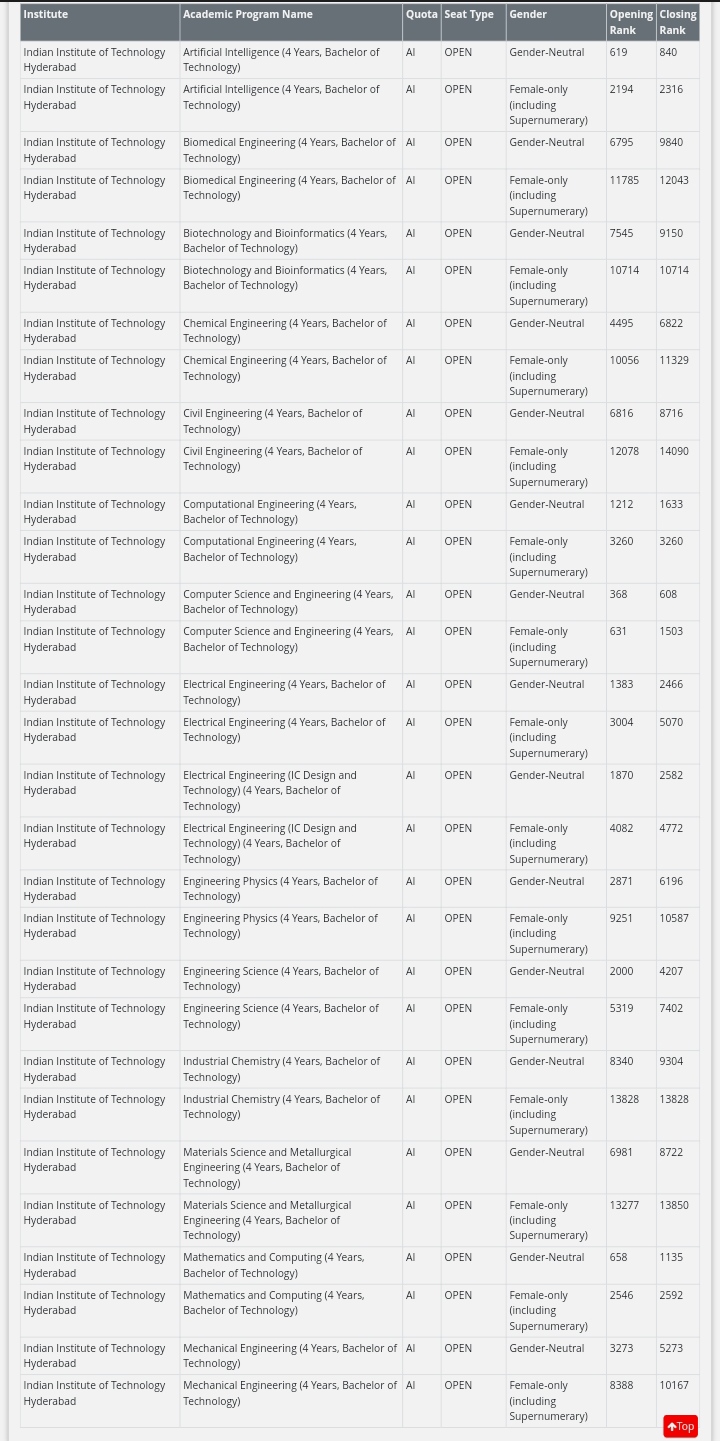 Institute Academic Program Name Quota Seat Type Gender Opening Closing
Rank Rank
Indian Institute of Technology Artificial Intelligence (4 Years, Bachelor of AI OPEN Gender-Neutral 619 840
Hyderabad Technology)
Indian Institute of Technology Artificial Intelligence (4 Years, Bachelor of AI OPEN Female-only 2194 2316
Hyderabad Technology) (including
Supernumerary)
Indian Institute of Technology Biomedical Engineering (4 Years, Bachelor of AI OPEN Gender-Neutral 6795 9840
Hyderabad Technology)
Indian Institute of Technology Biomedical Engineering (4 Years, Bachelor of AI OPEN Female-only 11785 12043
Hyderabad Technology) (including
Supernumerary)
Indian Institute of Technology Biotechnology and Bioinformatics (4 Years, AI OPEN Gender-Neutral 7545 9150
Hyderabad Bachelor of Technology)
Indian Institute of Technology Biotechnology and Bioinformatics (4 Years, AI OPEN Female-only 10714 10714
Hyderabad Bachelor of Technology) (including
Supernumerary)
Indian Institute of Technology Chemical Engineering (4 Years, Bachelor of AI OPEN Gender-Neutral 4495 6822
Hyderabad Technology)
Indian Institute of Technology Chemical Engineering (4 Years, Bachelor of AI OPEN Female-only 10056 11329
Hyderabad Technology) (including
Supernumerary)
Indian Institute of Technology Civil Engineering (4 Years, Bachelor of AI OPEN Gender-Neutral 6816 8716
Hyderabad Technology)
Indian Institute of Technology Civil Engineering (4 Years, Bachelor of AI OPEN Female-only 12078 14090
Hyderabad Technology) (including
Supernumerary)
Indian Institute of Technology Computational Engineering (4 Years, AI OPEN Gender-Neutral 1212 1633
Hyderabad Bachelor of Technology)
Indian Institute of Technology Computational Engineering (4 Years, AI OPEN Female-only 3260 3260
Hyderabad Bachelor of Technology) (including
Supernumerary)
Indian Institute of Technology Computer Science and Engineering (4 Years, AI OPEN Gender-Neutral 368 608
Hyderabad Bachelor of Technology)
Indian Institute of Technology Computer Science and Engineering (4 Years, AI OPEN Female-only 631 1503
Hyderabad Bachelor of Technology) (including
Supernumerary)
Indian Institute of Technology Electrical Engineering (4 Years, Bachelor of AI OPEN Gender-Neutral 1383 2466
Hyderabad Technology)
Indian Institute of Technology Electrical Engineering (4 Years, Bachelor of AI OPEN Female-only 3004 5070
Hyderabad Technology) (including
Supernumerary)
Indian Institute of Technology Electrical Engineering (IC Design and AI OPEN Gender-Neutral 1870 2582
Hyderabad Technology) (4 Years, Bachelor of
Technology)
Indian Institute of Technology Electrical Engineering (IC Design and AI OPEN Female-only 4082 4772
Hyderabad Technology) (4 Years, Bachelor of (including
Technology) Supernumerary)
Indian Institute of Technology Engineering Physics (4 Years, Bachelor of AI OPEN Gender-Neutral 2871 6196
Hyderabad Technology)
Indian Institute of Technology Engineering Physics (4 Years, Bachelor of AI OPEN Female-only 9251 10587
Hyderabad Technology) (including
Supernumerary)
Indian Institute of Technology Engineering Science (4 Years, Bachelor of AI OPEN Gender-Neutral 2000 4207
Hyderabad Technology)
Indian Institute of Technology Engineering Science (4 Years, Bachelor of AI OPEN Female-only 5319 7402
Hyderabad Technology) (including
Supernumerary)
Indian Institute of Technology Industrial Chemistry (4 Years, Bachelor of AI OPEN Gender-Neutral 8340 9304
Hyderabad Technology)
Indian Institute of Technology Industrial Chemistry (4 Years, Bachelor of AI OPEN Female-only 13828 13828
Hyderabad Technology) (including
Supernumerary)
Indian Institute of Technology Materials Science and Metallurgical AI OPEN Gender-Neutral 6981 8722
Hyderabad Engineering (4 Years, Bachelor of
Technology)
Indian Institute of Technology Materials Science and Metallurgical AI OPEN Female-only 13277 13850
Hyderabad Engineering (4 Years, Bachelor of (including
Technology) Supernumerary)
Indian Institute of Technology Mathematics and Computing (4 Years, AI OPEN Gender-Neutral 658 1135
Hyderabad Bachelor of Technology)
Indian Institute of Technology Mathematics and Computing (4 Years, AI OPEN Female-only 2546 2592
Hyderabad Bachelor of Technology) (including
Supernumerary)
Indian Institute of Technology Mechanical Engineering (4 Years, Bachelor of AI OPEN Gender-Neutral 3273 5273
Hyderabad Technology)
Indian Institute of Technology Mechanical Engineering (4 Years, Bachelor of AI OPEN Female-only 8388 10167
Hyderabad Technology) (including
Supernumerary)
Top